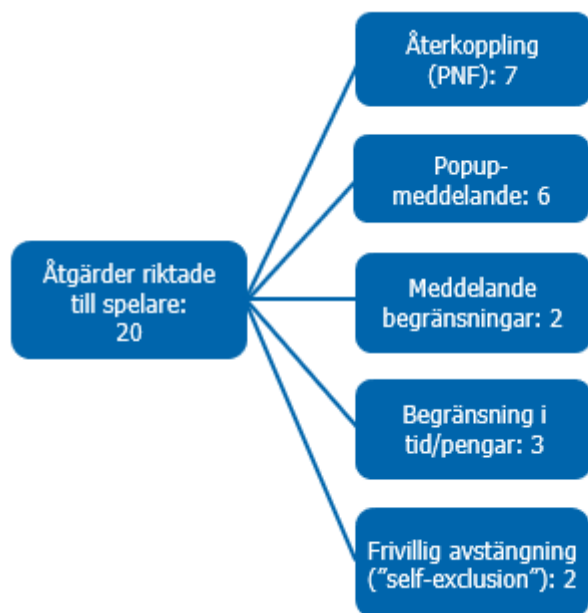 Återkoppling
(PNF): 7
Popup-
meddelande: 6
Åtgärder riktade
till spelare:
20
Meddelande
begränsningar: 2
Begränsning i
tid/pengar: 3
Frivillig avstängning
(”self-exclusion”): 2